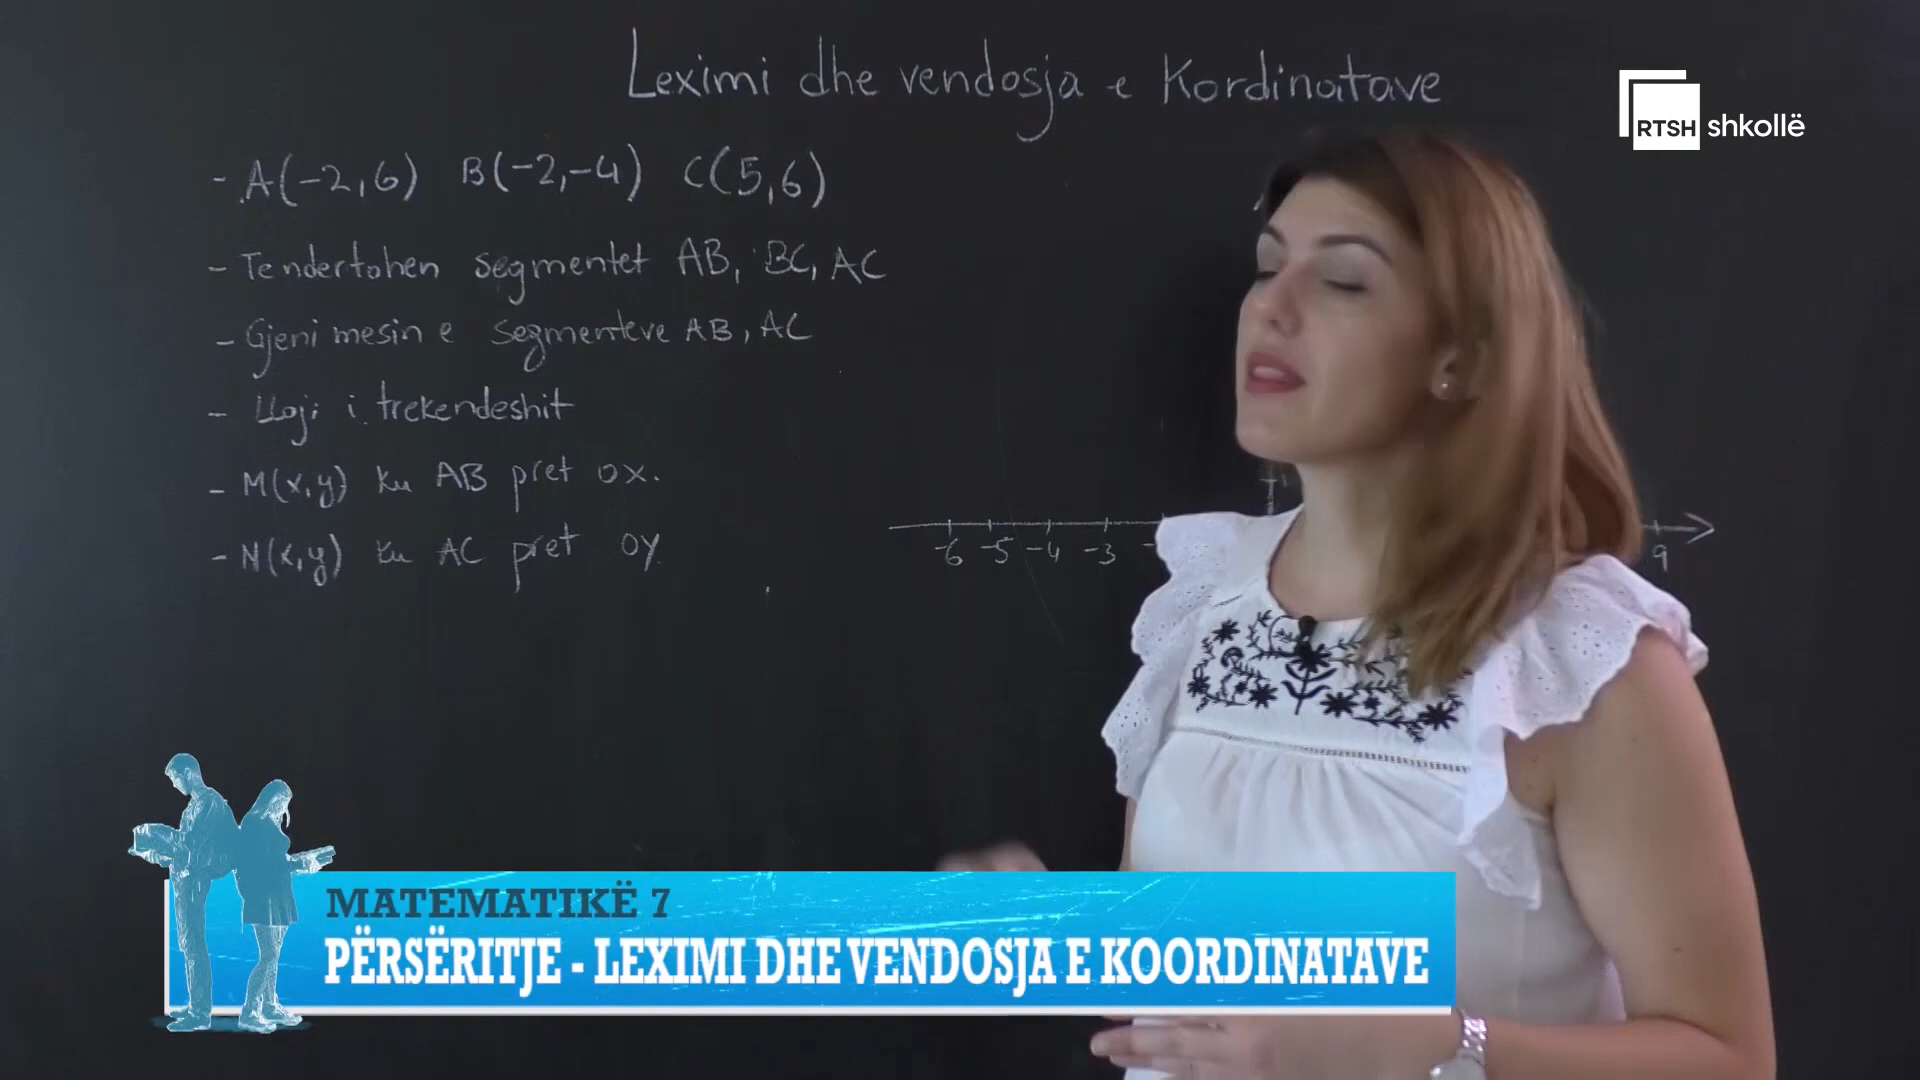 Leximi dhe vendosja e Kordinatave
RTSH shkollë
- A(-2,6) B(-2,-4) C(5,6)
- Te ndertohen segmentet AB, BC, AC
- Gjeni mesin e segmenteve AB, AC
- Lloji i trekendeshit
- M(x,y) ku AB pret ox.
- N(x,y) ku AC pret oy.
-6 -5 -4 -3 9
MATEMATIKË 7
PËRSËRITJE - LEXIMI DHE VENDOSJA E KOORDINATAVE